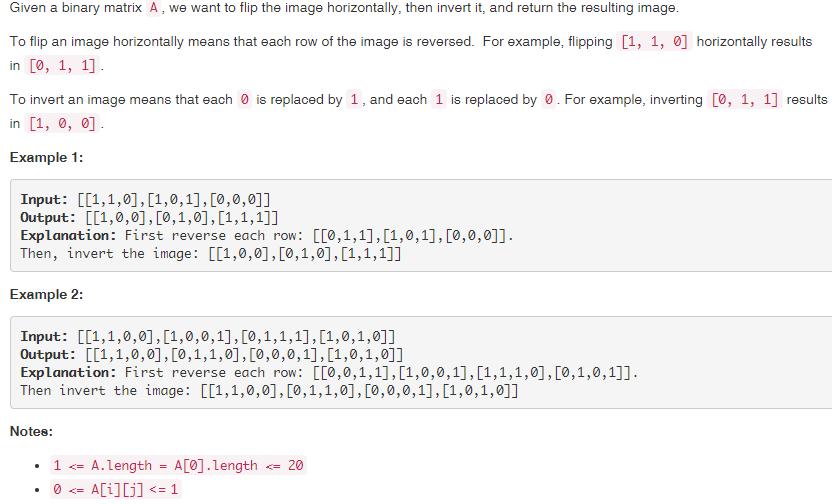 Given a binary matrix A, we want to flip the image horizontally, then invert it, and return the resulting image.
To flip an image horizontally means that each row of the image is reversed.  For example, flipping [1, 1, 0] horizontally results
in [0, 1, 1].
To invert an image means that each 0 is replaced by 1, and each 1 is replaced by 0. For example, inverting [0, 1, 1] results
in [1, 0, 0].
Example 1:
Input: [[1,1,0],[1,0,1],[0,0,0]]
Output: [[1,0,0],[0,1,0],[1,1,1]]
Explanation: First reverse each row: [[0,1,1],[1,0,1],[0,0,0]].
Then, invert the image: [[1,0,0],[0,1,0],[1,1,1]]
Example 2:
Input: [[1,1,0,0],[1,0,0,1],[0,1,1,1],[1,0,1,0]]
Output: [[1,1,0,0],[0,1,1,0],[0,0,0,1],[1,0,1,0]]
Explanation: First reverse each row: [[0,0,1,1],[1,0,0,1],[1,1,1,0],[0,1,0,1]].
Then invert the image: [[1,1,0,0],[0,1,1,0],[0,0,0,1],[1,0,1,0]]
Notes:
• 1 <= A.length = A[0].length <= 20
• 0 <= A[i][j] <= 1